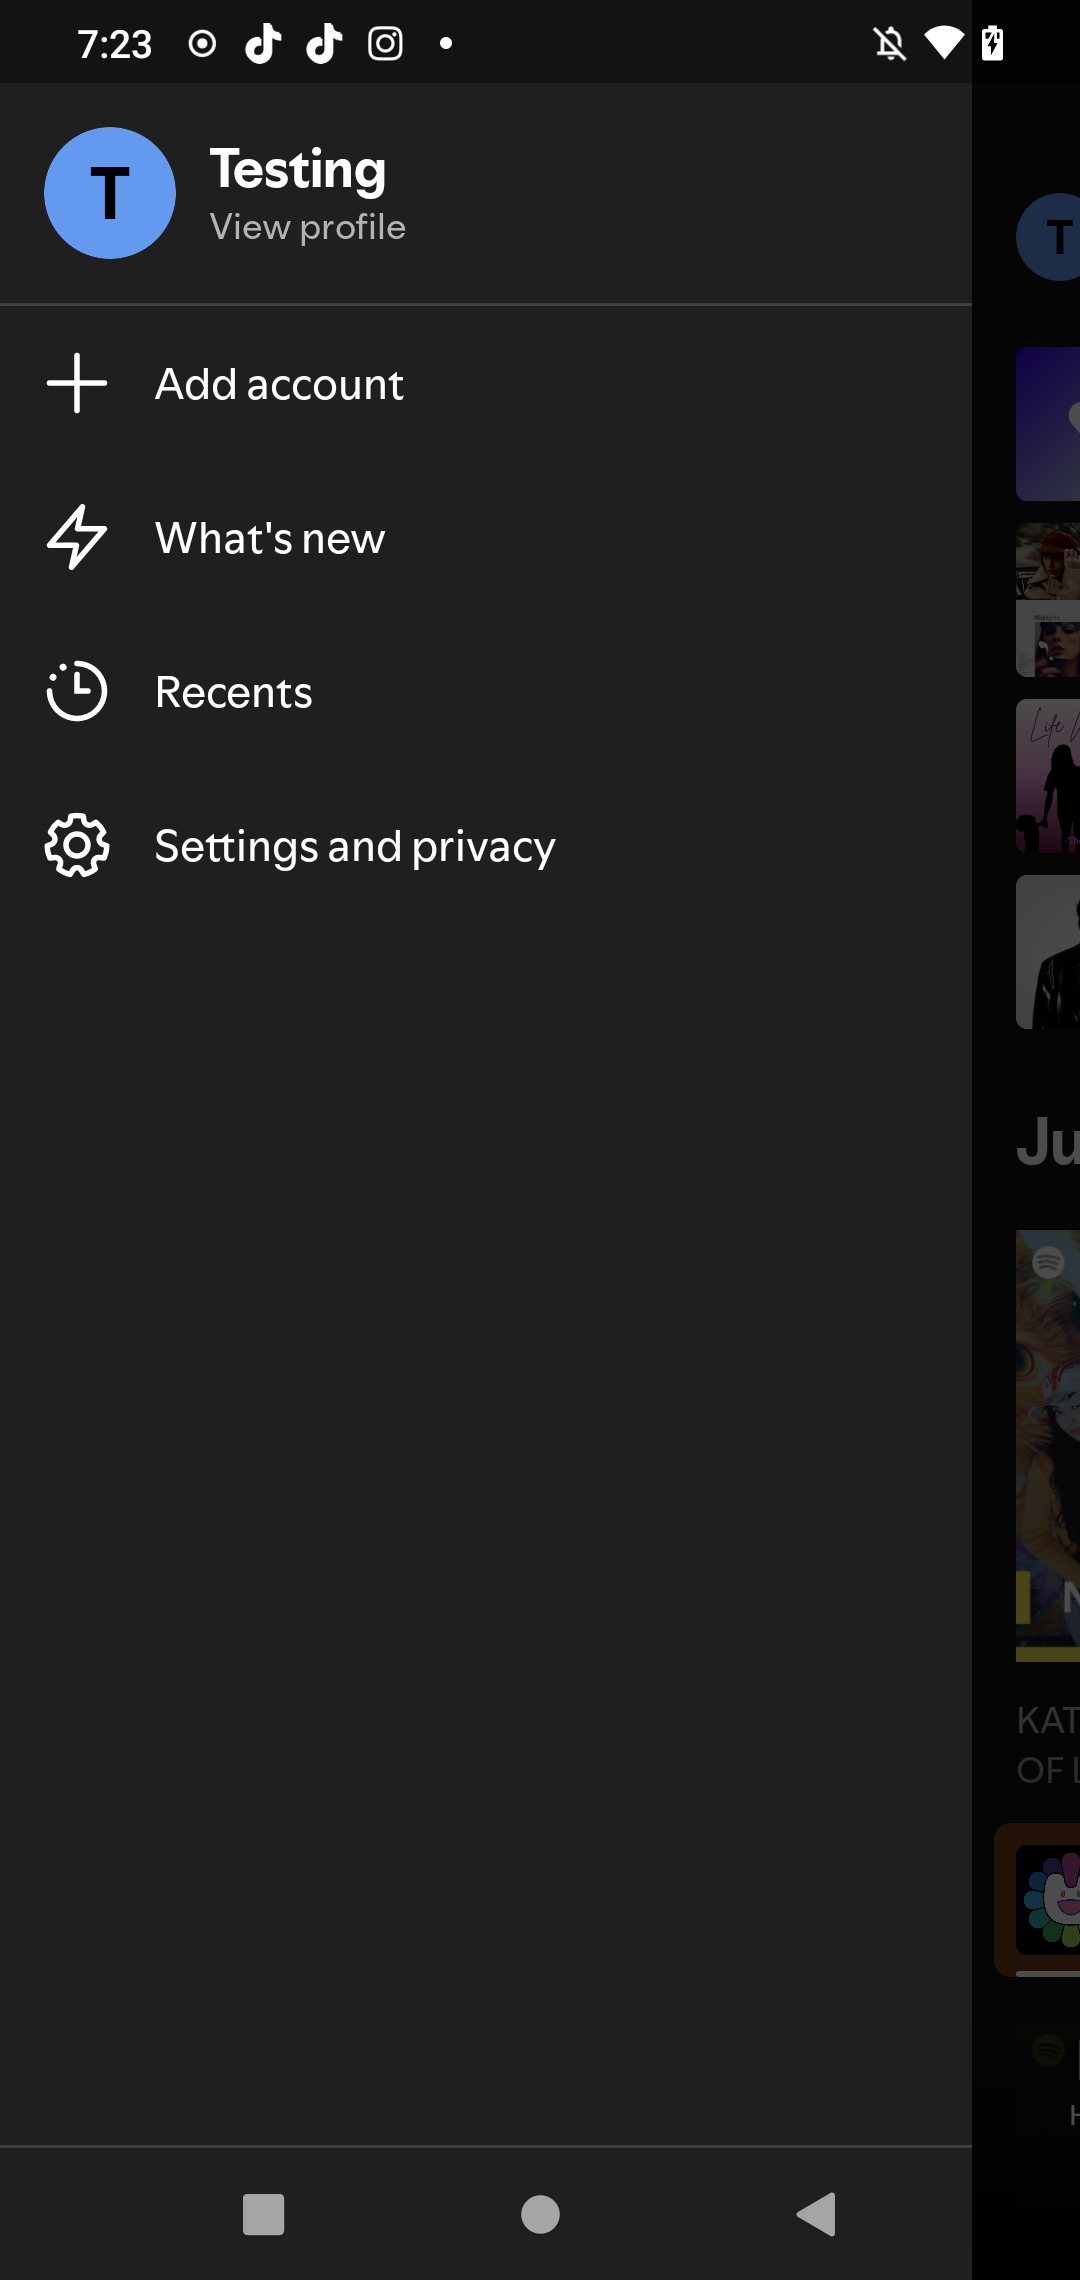 7:23
T
Testing
View profile
T
Add account
What's new
Recents
Settings and privacy
Ju
KAT
OF L
H